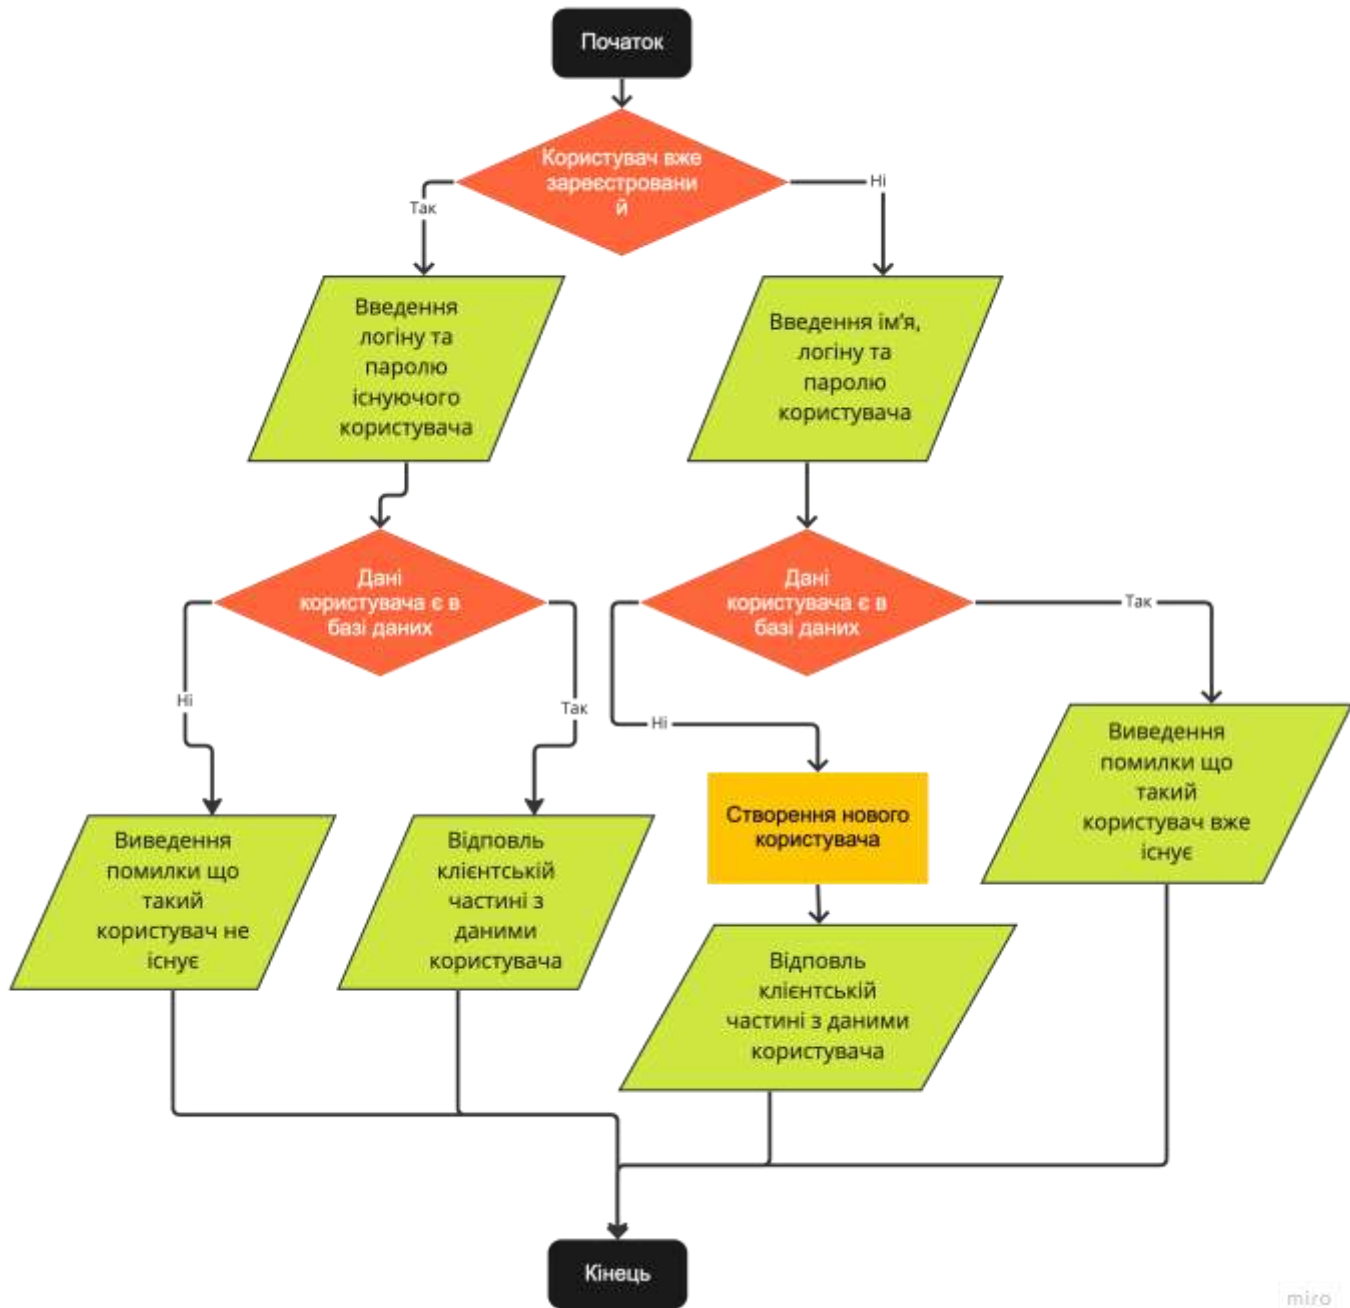 Початок
Користувач вже
зареєстровани
й
Так
Ні
Введення
логіну та
паролю
існуючого
користувача
Введення ім'я,
логіну та
паролю
користувача
Дані
користувача є в
базі даних
Дані
користувача є в
базі даних
Так
Ні
Так
Ні
Виведення
помилки що
такий
користувач вже
існує
Створення нового
користувача
Виведення
помилки що
такий
користувач не
існує
Відповль
клієнтській
частині з
даними
користувача
Відповль
клієнтській
частині з даними
користувача
Кінець
miro